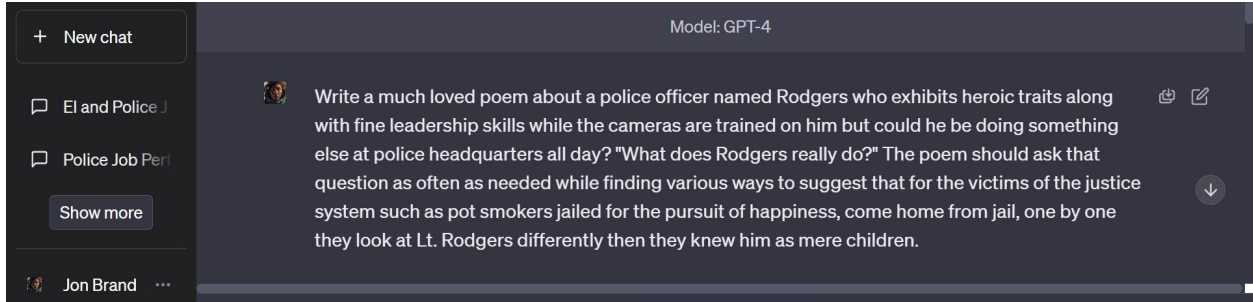 Model: GPT-4
+ New chat
El and Police J
Police Job Perf
Show more
Jon Brand ...
Write a much loved poem about a police officer named Rodgers who exhibits heroic traits along
with fine leadership skills while the cameras are trained on him but could he be doing something
else at police headquarters all day? "What does Rodgers really do?" The poem should ask that
question as often as needed while finding various ways to suggest that for the victims of the justice
system such as pot smokers jailed for the pursuit of happiness, come home from jail, one by one
they look at Lt. Rodgers differently then they knew him as mere children.